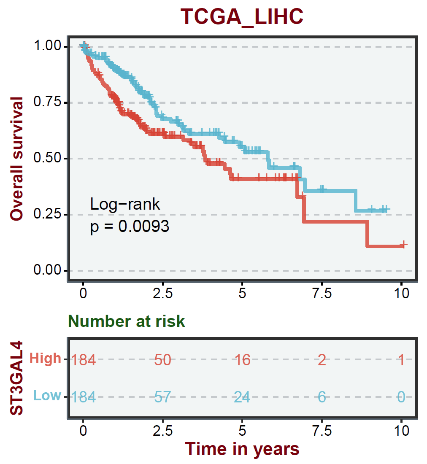 TCGA_LIHC
Overall survival
1.00
0.75
0.50
0.25
0.00
Log-rank
p = 0.0093
0 2.5 5 7.5 10
Number at risk
ST3GAL4
High 184 50 16 2 1
Low 184 57 24 6 0
0 2.5 5 7.5 10
Time in years